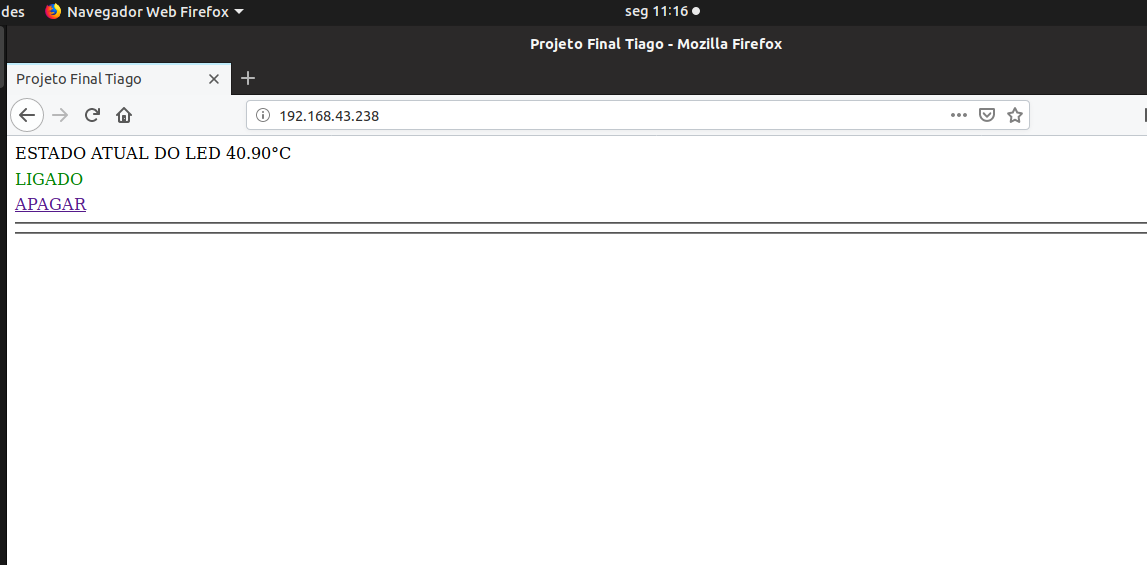 des Navegador Web Firefox seg 11:16
Projeto Final Tiago - Mozilla Firefox
Projeto Final Tiago
192.168.43.238
ESTADO ATUAL DO LED 40.90°C
LIGADO
APAGAR